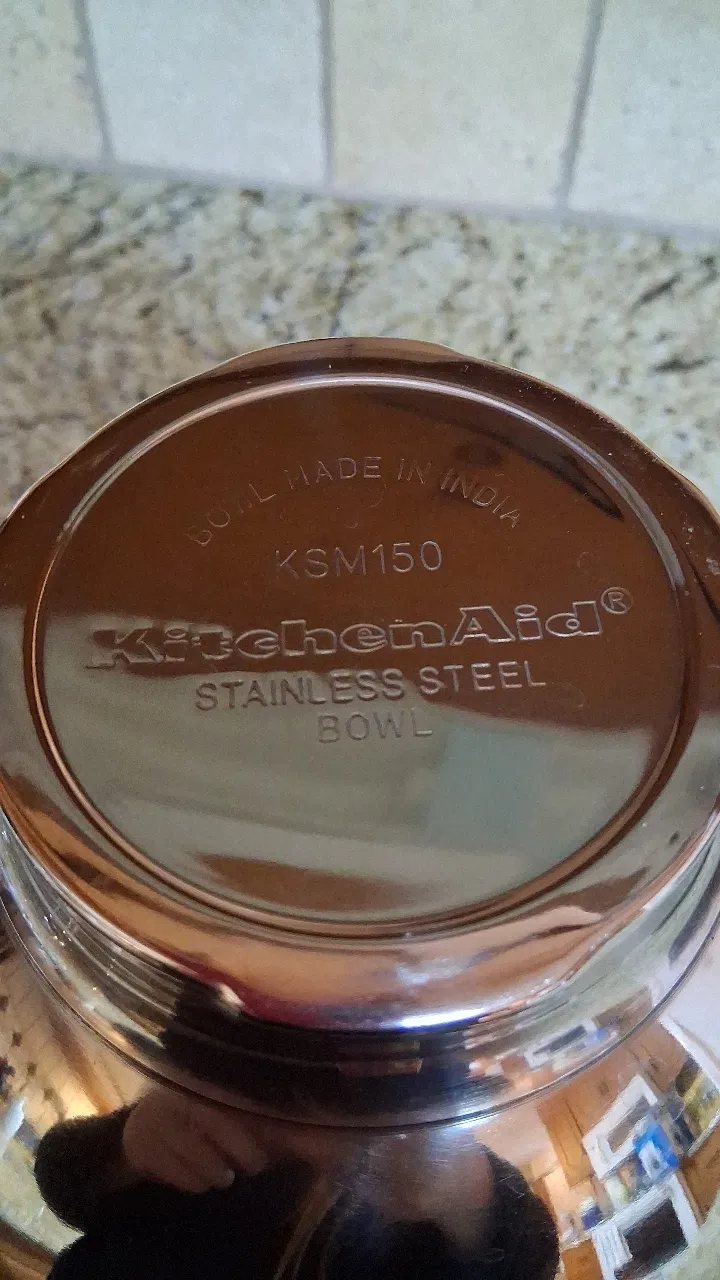 BOWL MADE IN INDIA
KSM150
KitchenAid®
STAINLESS STEEL
BOWL